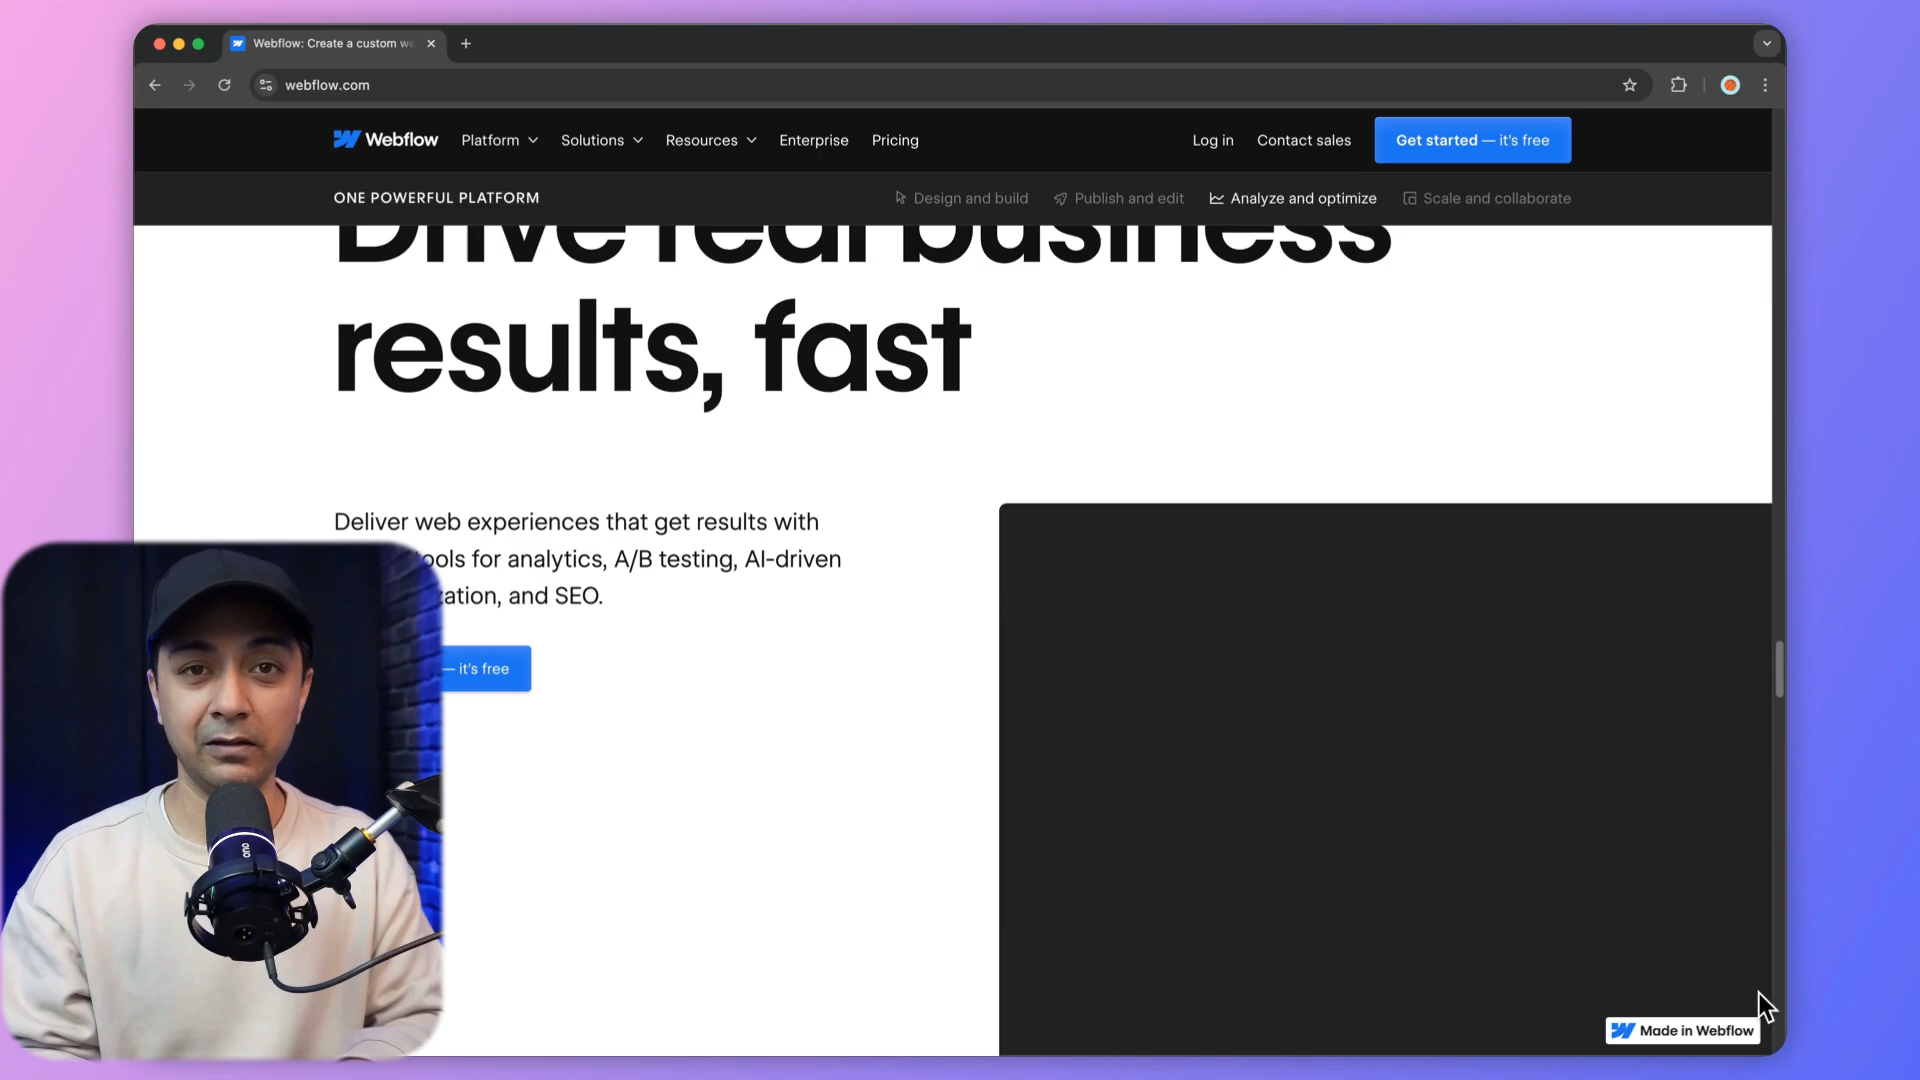 Webflow: Create a custom we
webflow.com
Webflow
Platform
Solutions
Resources
Enterprise
Pricing
Log in
Contact sales
Get started — it's free
ONE POWERFUL PLATFORM
Design and build
Publish and edit
Analyze and optimize
Scale and collaborate
Drive real business
results, fast
Deliver web experiences that get results with
ools for analytics, A/B testing, AI-driven
zation, and SEO.
— it's free
Made in Webflow